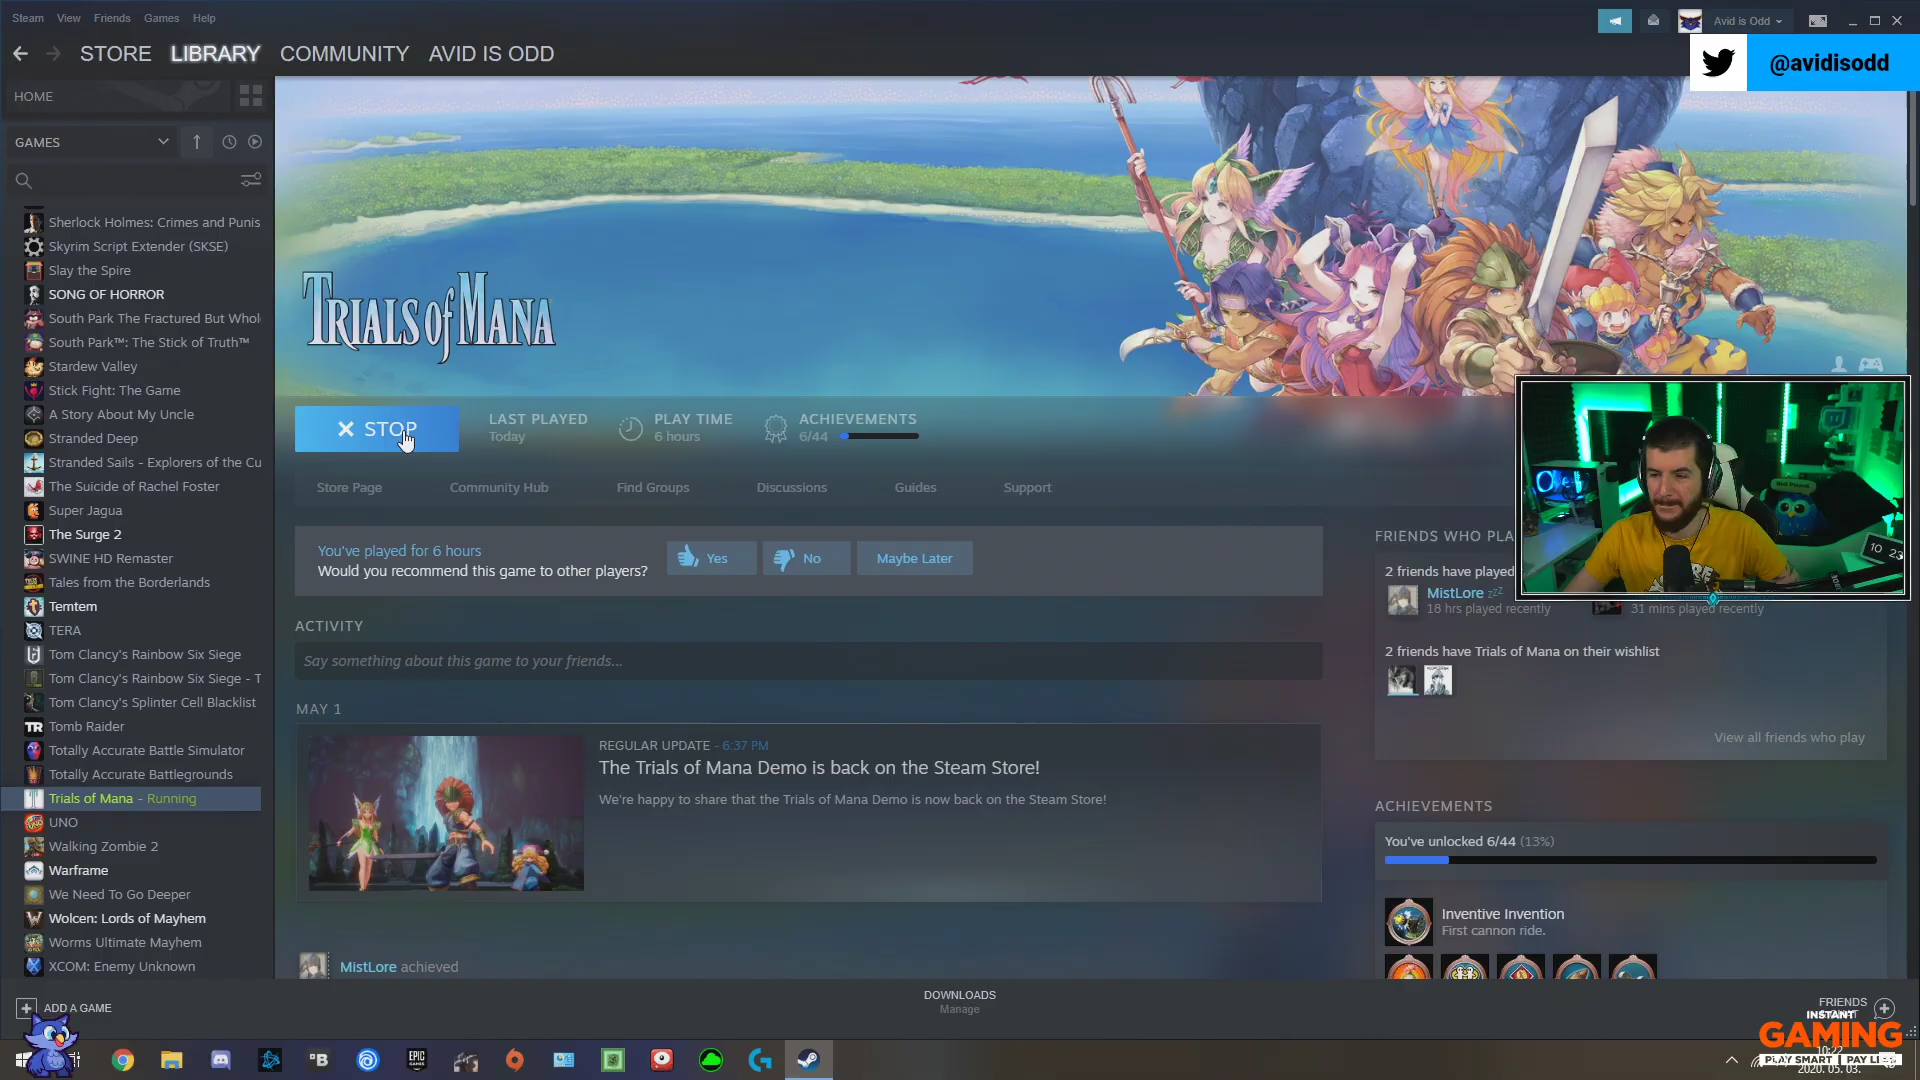 Steam View Friends Games Help
Avid is Odd
STORE LIBRARY COMMUNITY AVID IS ODD
@avidisodd
HOME
GAMES
Sherlock Holmes: Crimes and Punis
Skyrim Script Extender (SKSE)
Slay the Spire
SONG OF HORROR
South Park The Fractured But Whol
South Park™: The Stick of Truth™
Stardew Valley
Stick Fight: The Game
A Story About My Uncle
Stranded Deep
Stranded Sails - Explorers of the Cu
The Suicide of Rachel Foster
Super Jagua
The Surge 2
SWINE HD Remaster
Tales from the Borderlands
Temtem
TERA
Tom Clancy's Rainbow Six Siege
Tom Clancy's Rainbow Six Siege - T
Tom Clancy's Splinter Cell Blacklist
Tomb Raider
Totally Accurate Battle Simulator
Totally Accurate Battlegrounds
Trials of Mana - Running
UNO
Walking Zombie 2
Warframe
We Need To Go Deeper
Wolcen: Lords of Mayhem
Worms Ultimate Mayhem
XCOM: Enemy Unknown
ADD A GAME
TRIALS of MANA
STOP
LAST PLAYED
Today
PLAY TIME
6 hours
ACHIEVEMENTS
6/44
Store Page Community Hub Find Groups Discussions Guides Support
You've played for 6 hours
Would you recommend this game to other players?
Yes No Maybe Later
ACTIVITY
Say something about this game to your friends...
MAY 1
REGULAR UPDATE - 6:37 PM
The Trials of Mana Demo is back on the Steam Store!
We're happy to share that the Trials of Mana Demo is now back on the Steam Store!
MistLore achieved
FRIENDS WHO PLA
2 friends have played
MistLore zzZ
18 hrs played recently
31 mins played recently
2 friends have Trials of Mana on their wishlist
View all friends who play
ACHIEVEMENTS
You've unlocked 6/44 (13%)
Inventive Invention
First cannon ride.
10 23
DOWNLOADS
Manage
FRIENDS
INSTANT
GAMING
PLAY SMART
10:22
2020. 05. 03.